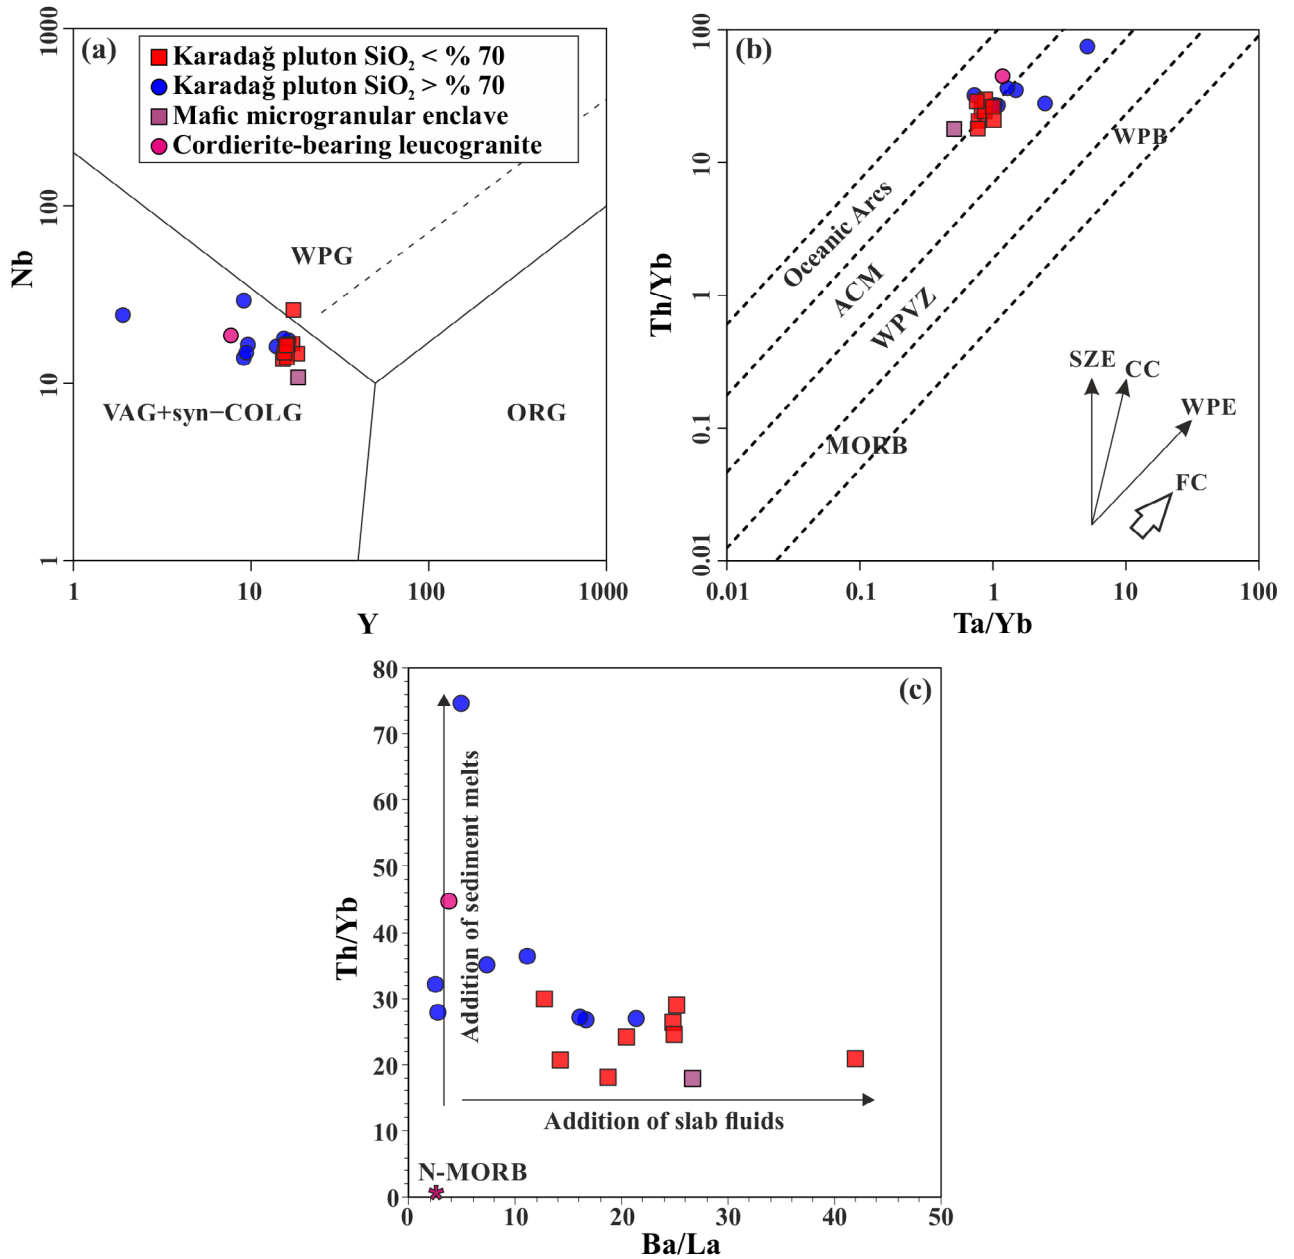 (a)
Karadağ pluton SiO₂ < % 70
Karadağ pluton SiO₂ > % 70
Mafic microgranular enclave
Cordierite-bearing leucogranite
WPG
VAG+syn−COLG
ORG
Nb
1000
100
10
1
1
10
100
1000
Y
(b)
Oceanic Arcs
ACM
WPVZ
WPB
MORB
SZE
CC
WPE
FC
Th/Yb
100
10
1
0.1
0.01
0.01
0.1
1
10
100
Ta/Yb
(c)
Addition of sediment melts
Addition of slab fluids
N-MORB
Th/Yb
80
70
60
50
40
30
20
10
0
0
10
20
30
40
50
Ba/La